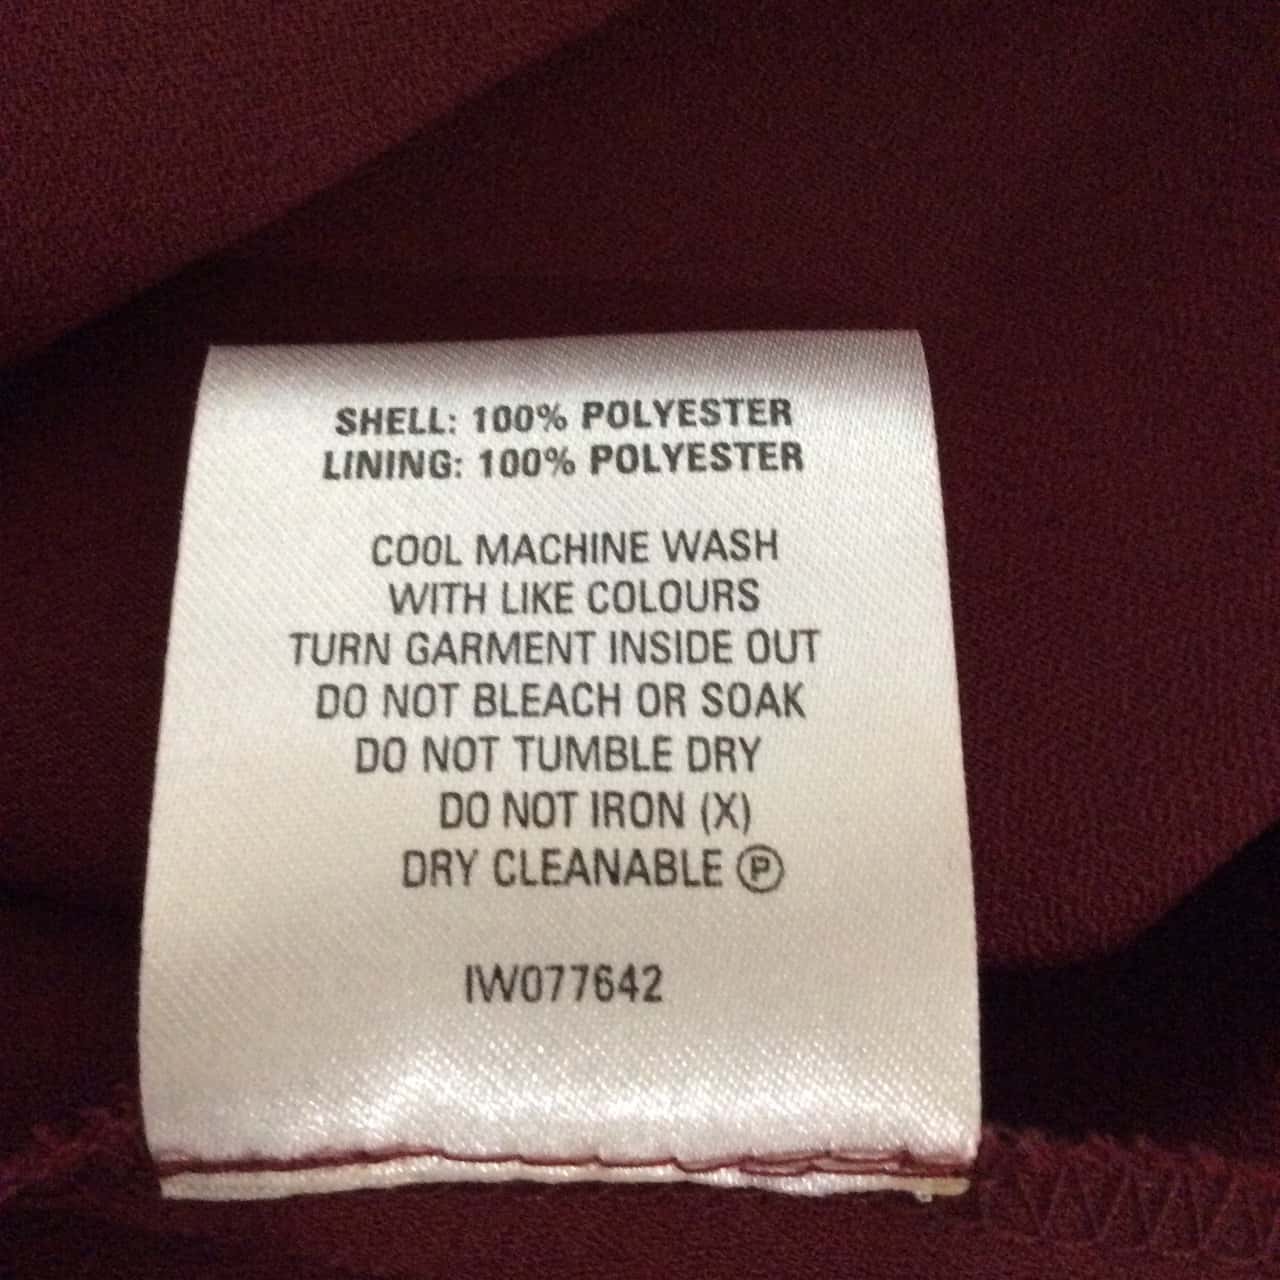 SHELL: 100% POLYESTER
LINING: 100% POLYESTER
COOL MACHINE WASH
WITH LIKE COLOURS
TURN GARMENT INSIDE OUT
DO NOT BLEACH OR SOAK
DO NOT TUMBLE DRY
DO NOT IRON (X)
DRY CLEANABLE Ⓟ
IW077642